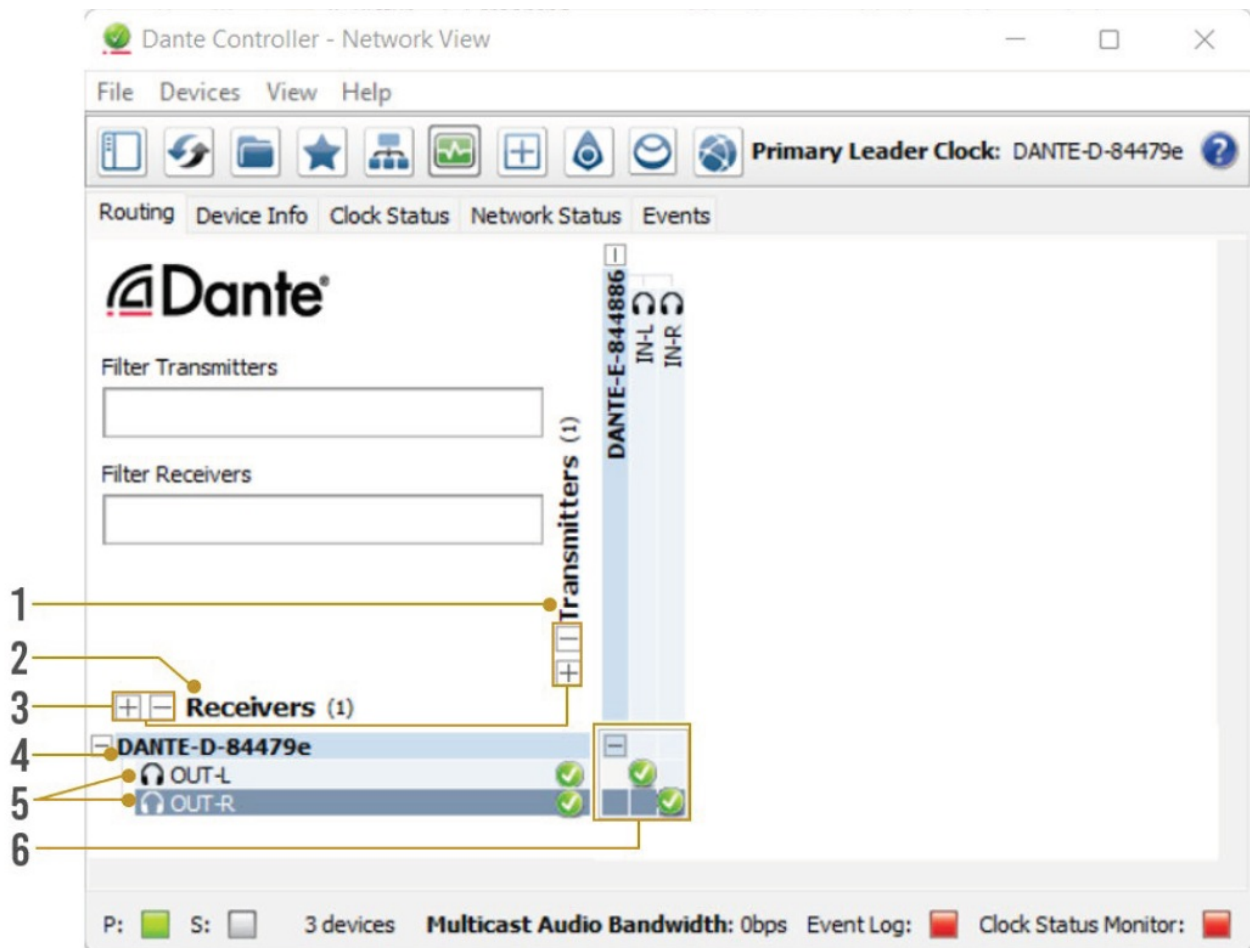 Dante Controller - Network View
File Devices View Help
Primary Leader Clock: DANTE-D-84479e
?
Routing Device Info Clock Status Network Status Events
Dante®
Filter Transmitters
Filter Receivers
Transmitters (1)
DANTE-E-844886
IN-L
IN-R
1
2
3
Receivers (1)
4
DANTE-D-84479e
5
OUT-L
OUT-R
6
P: S: 3 devices Multicast Audio Bandwidth: 0bps Event Log: Clock Status Monitor: